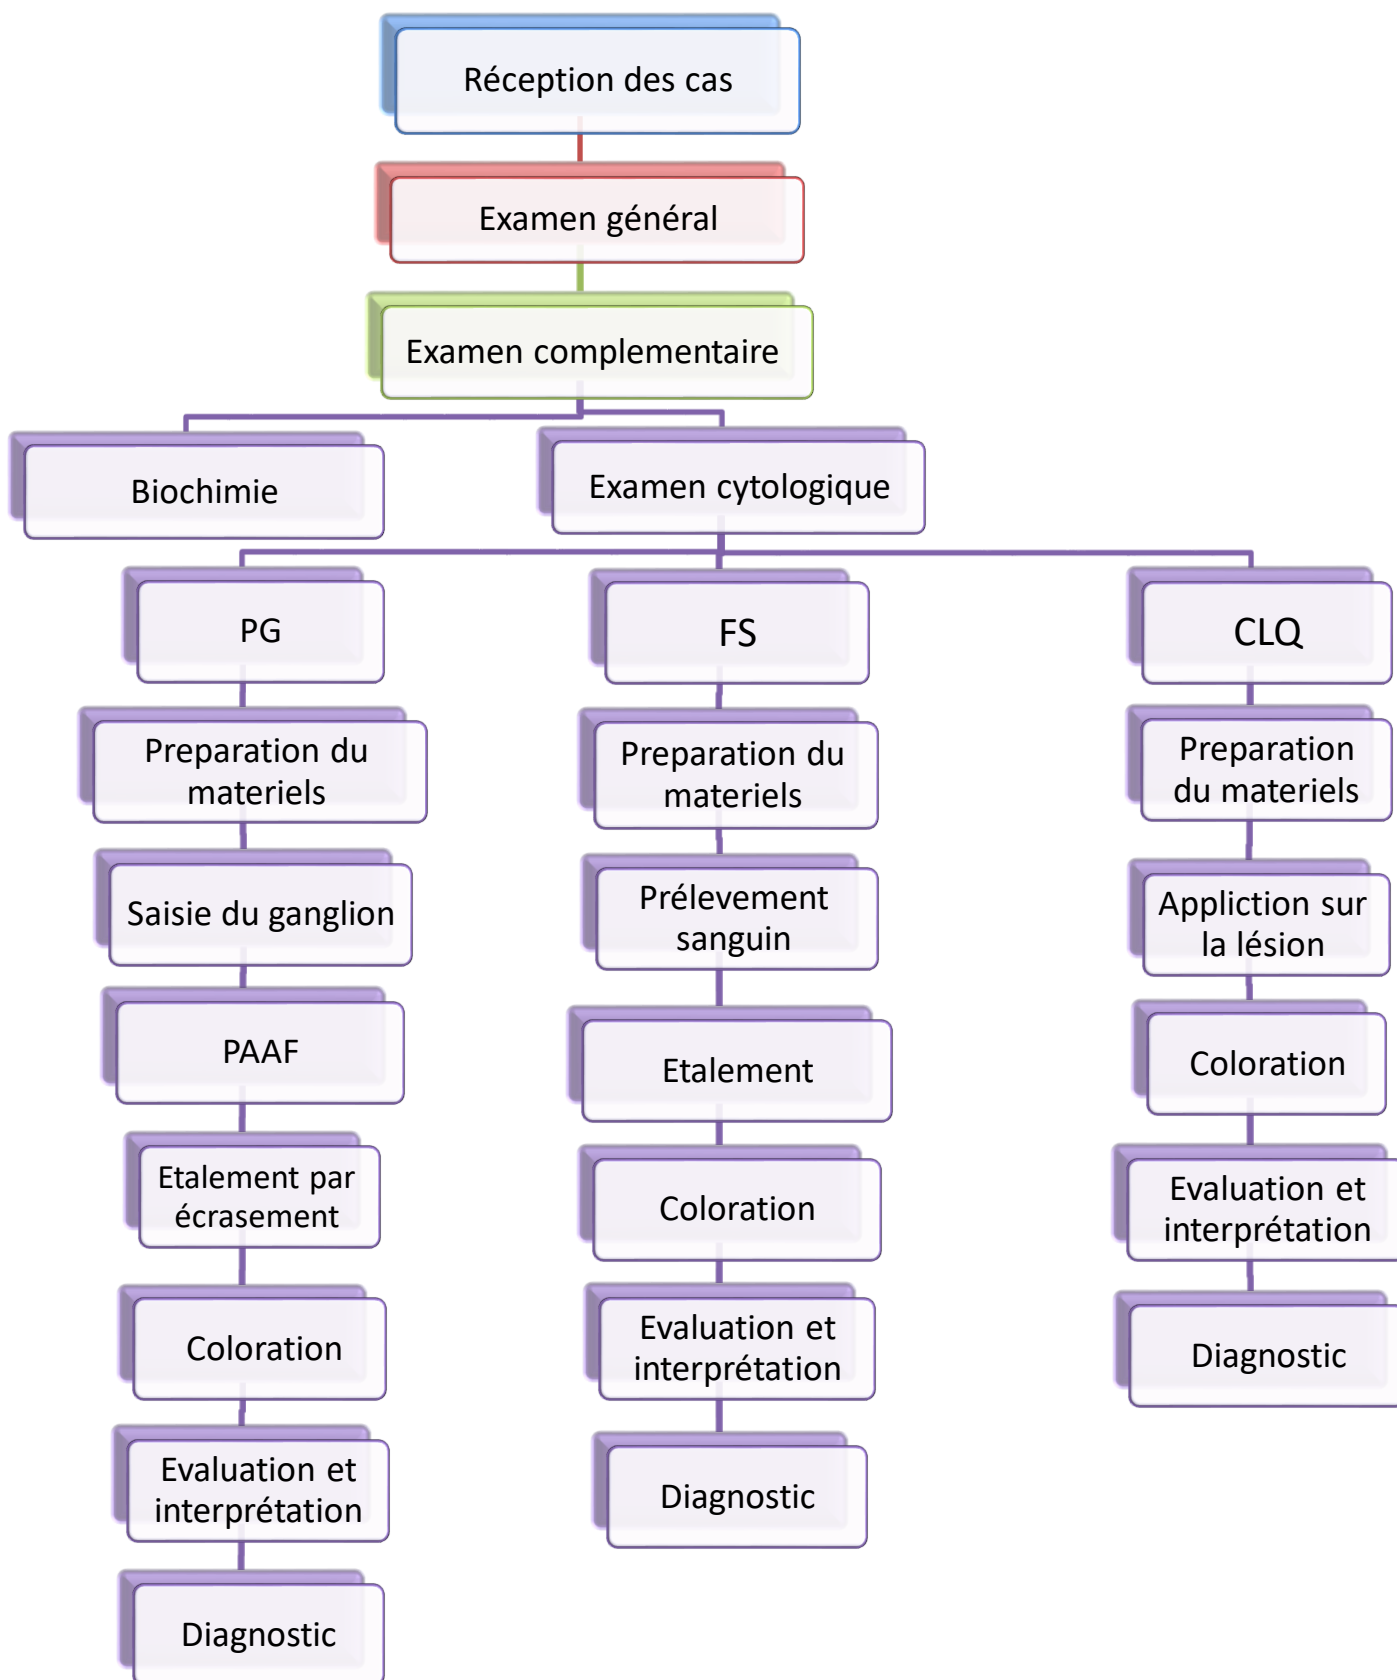 Réception des cas
Examen général
Examen complementaire
Biochimie
Examen cytologique
PG
Preparation du
materiels
Saisie du ganglion
PAAF
Etalement par
écrasement
Coloration
Evaluation et
interprétation
Diagnostic
FS
Preparation du
materiels
Prélevement
sanguin
Etalement
Coloration
Evaluation et
interprétation
Diagnostic
CLQ
Preparation
du materiels
Appliction sur
la lésion
Coloration
Evaluation et
interprétation
Diagnostic